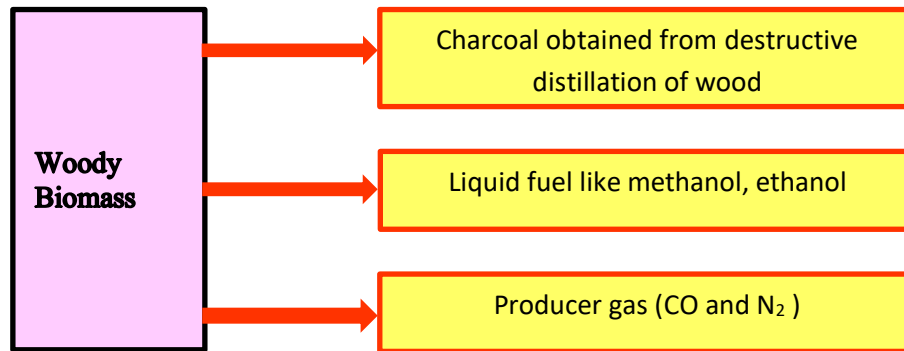 Woody
Biomass
Charcoal obtained from destructive
distillation of wood
Liquid fuel like methanol, ethanol
Producer gas (CO and N₂ )